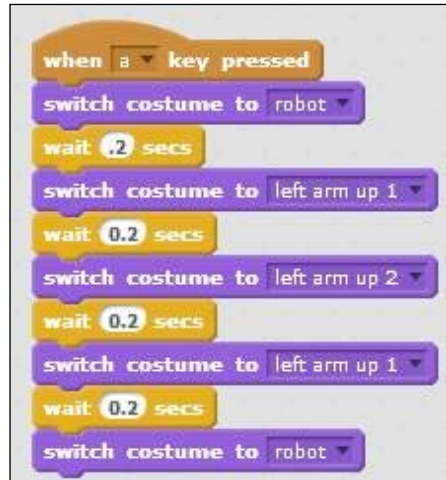 when a key pressed
switch costume to robot
wait .2 secs
switch costume to left arm up 1
wait 0.2 secs
switch costume to left arm up 2
wait 0.2 secs
switch costume to left arm up 1
wait 0.2 secs
switch costume to robot